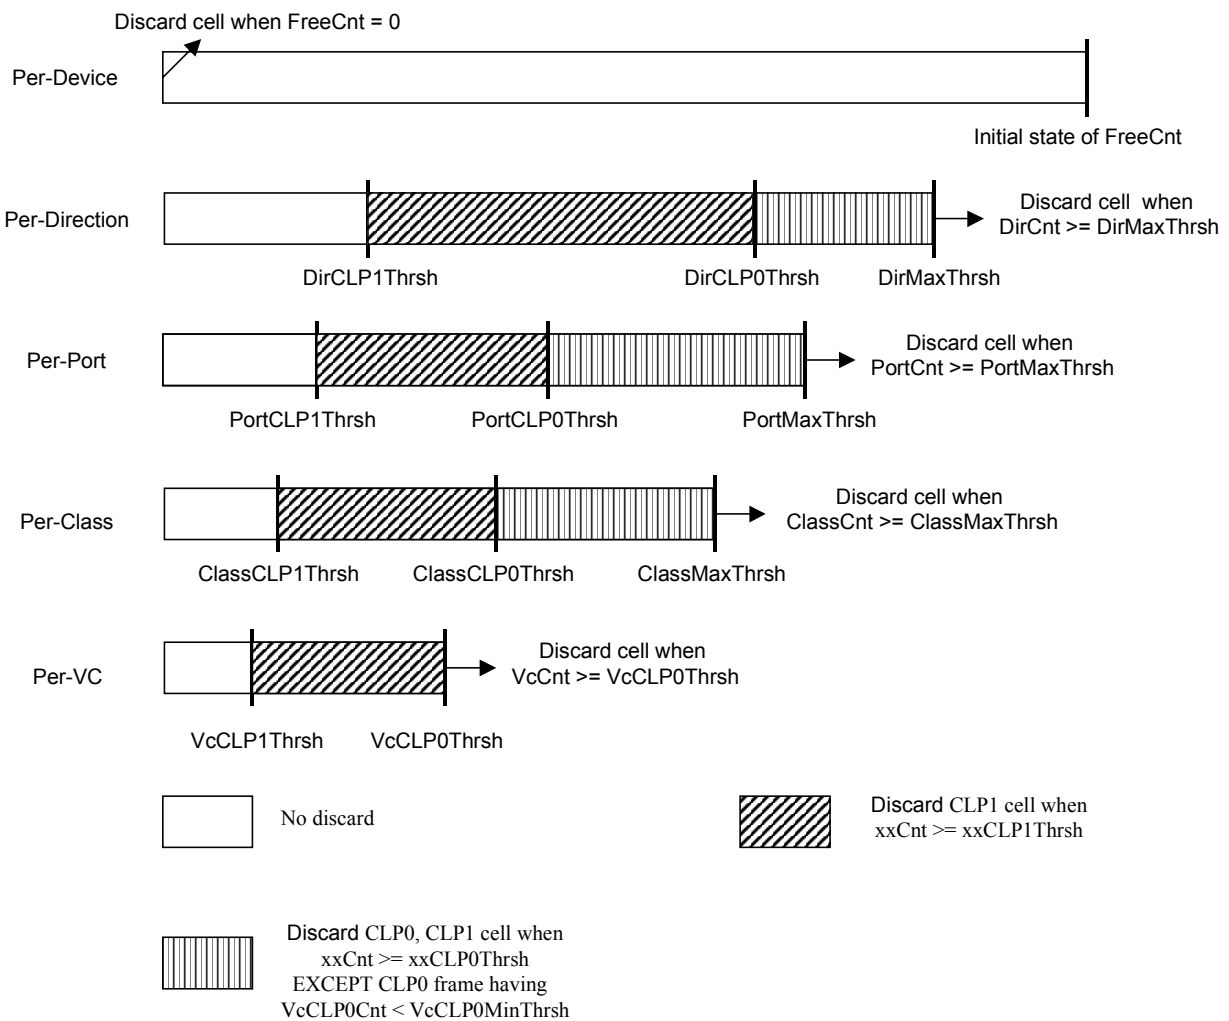 Discard cell when FreeCnt = 0
Per-Device
Initial state of FreeCnt
Per-Direction
Discard cell when
DirCnt >= DirMaxThrsh
DirCLP1Thrsh
DirCLP0Thrsh
DirMaxThrsh
Per-Port
Discard cell when
PortCnt >= PortMaxThrsh
PortCLP1Thrsh
PortCLP0Thrsh
PortMaxThrsh
Per-Class
Discard cell when
ClassCnt >= ClassMaxThrsh
ClassCLP1Thrsh
ClassCLP0Thrsh
ClassMaxThrsh
Per-VC
Discard cell when
VcCnt >= VcCLP0Thrsh
VcCLP1Thrsh
VcCLP0Thrsh
No discard
Discard CLP1 cell when
xxCnt >= xxCLP1Thrsh
Discard CLP0, CLP1 cell when
xxCnt >= xxCLP0Thrsh
EXCEPT CLP0 frame having
VcCLP0Cnt < VcCLP0MinThrsh